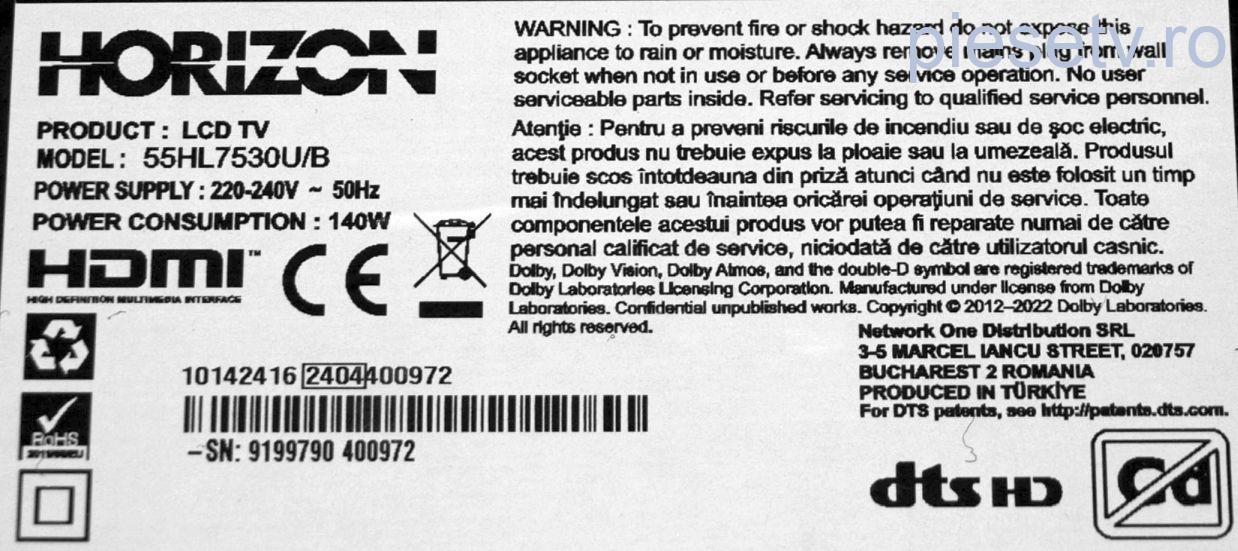 HORIZON
PRODUCT : LCD TV
MODEL : 55HL7530U/B
POWER SUPPLY : 220-240V ~ 50Hz
POWER CONSUMPTION : 140W
HDMI™
HIGH DEFINITION MULTIMEDIA INTERFACE
CE
WARNING : To prevent fire or shock hazard do not expose this
appliance to rain or moisture. Always remove mains plug from wall
socket when not in use or before any service operation. No user
serviceable parts inside. Refer servicing to qualified service personnel.
Atenţie : Pentru a preveni riscurile de incendiu sau de şoc electric,
acest produs nu trebuie expus la ploaie sau la umezeală. Produsul
trebuie scos întotdeauna din priză atunci când nu este folosit un timp
mai îndelungat sau înaintea oricărei operaţiuni de service. Toate
componentele acestui produs vor putea fi reparate numai de către
personal calificat de service, niciodată de către utilizatorul casnic.
Dolby, Dolby Vision, Dolby Atmos, and the double-D symbol are registered trademarks of
Dolby Laboratories Licensing Corporation. Manufactured under license from Dolby
Laboratories. Confidential unpublished works. Copyright © 2012–2022 Dolby Laboratories.
All rights reserved.
Network One Distribution SRL
3-5 MARCEL IANCU STREET, 020757
BUCHAREST 2 ROMANIA
PRODUCED IN TÜRKİYE
For DTS patents, see http://patents.dts.com.
10142416 2404400972
–SN: 9199790 400972
RoHS
dts HD
Cd
piesetv.ro